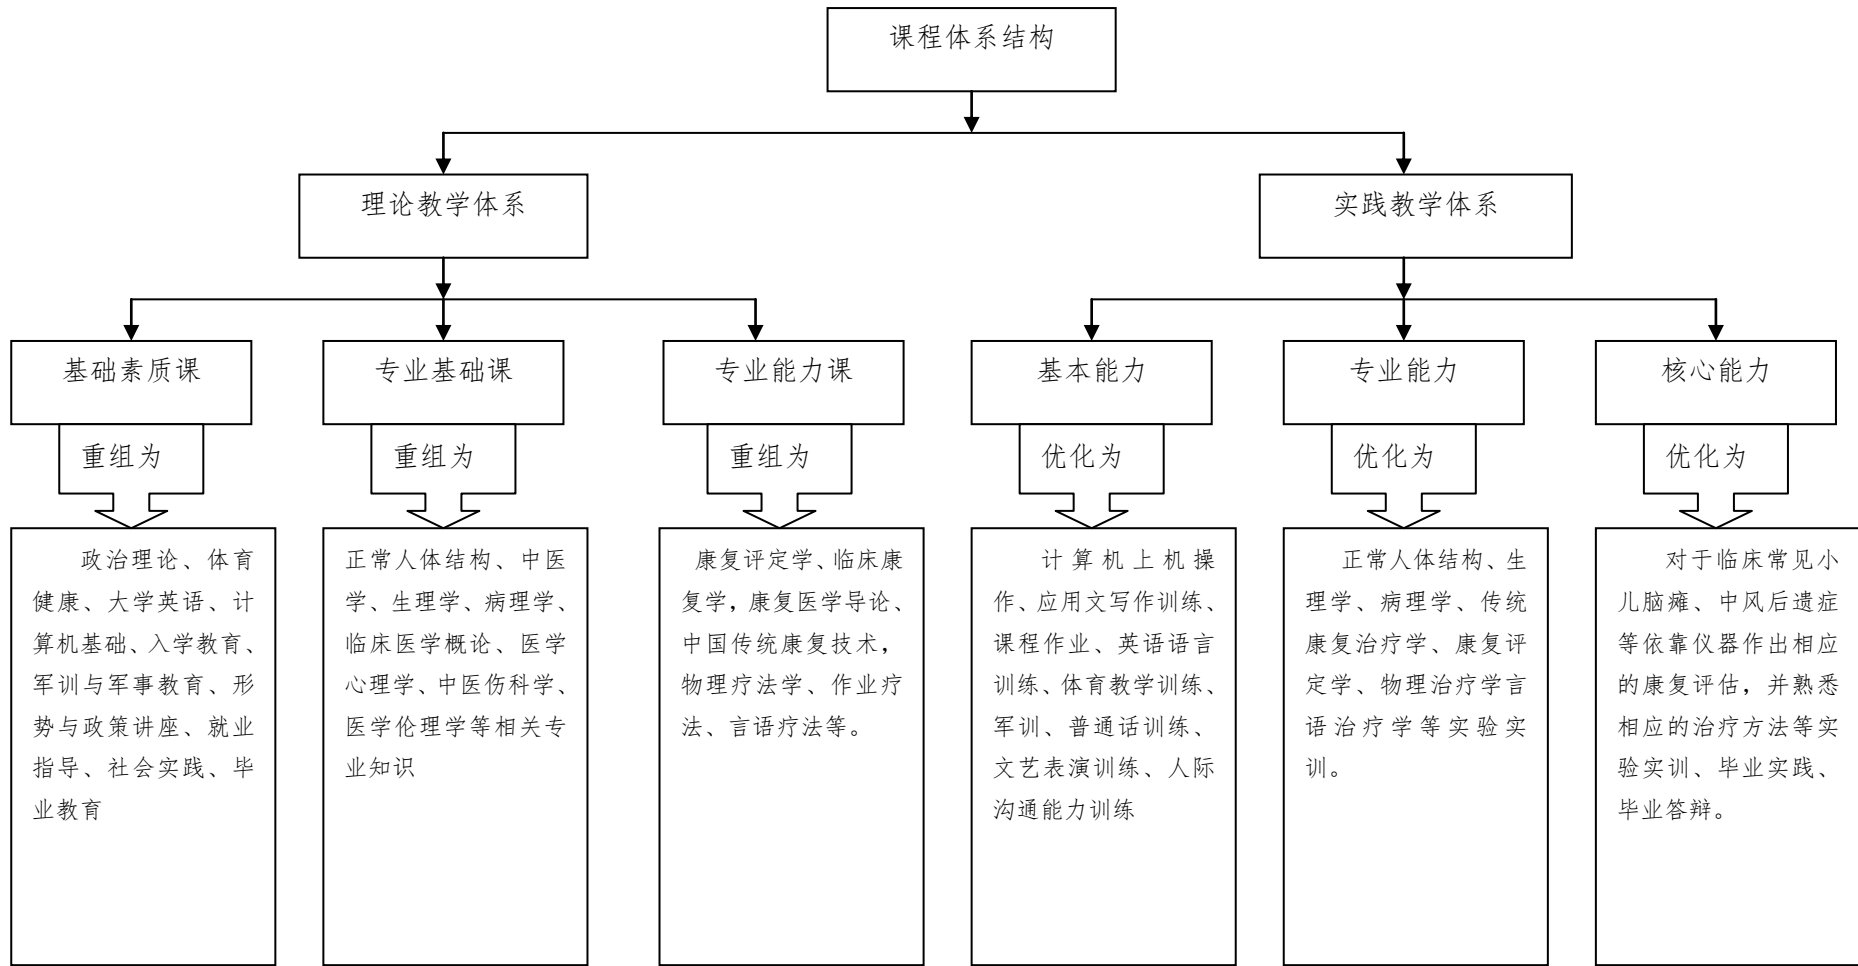 课程体系结构
理论教学体系
实践教学体系
基础素质课
专业基础课
专业能力课
基本能力
专业能力
核心能力
重组为
重组为
重组为
优化为
优化为
优化为
政治理论、体育
健康、大学英语、计
算机基础、入学教育、
军训与军事教育、形
势与政策讲座、就业
指导、社会实践、毕
业教育
正常人体结构、中医
学、生理学、病理学、
临床医学概论、医学
心理学、中医伤科学、
医学伦理学等相关专
业知识
康复评定学、临床康
复学，康复医学导论、
中国传统康复技术，
物理疗法学、作业疗
法、言语疗法等。
计算机上机操
作、应用文写作训练、
课程作业、英语语言
训练、体育教学训练、
军训、普通话训练、
文艺表演训练、人际
沟通能力训练
正常人体结构、生
理学、病理学、传统
康复治疗学、康复评
定学、物理治疗学言
语治疗学等实验实
训。
对于临床常见小
儿脑瘫、中风后遗症
等依靠仪器作出相应
的康复评估，并熟悉
相应的治疗方法等实
验实训、毕业实践、
毕业答辩。